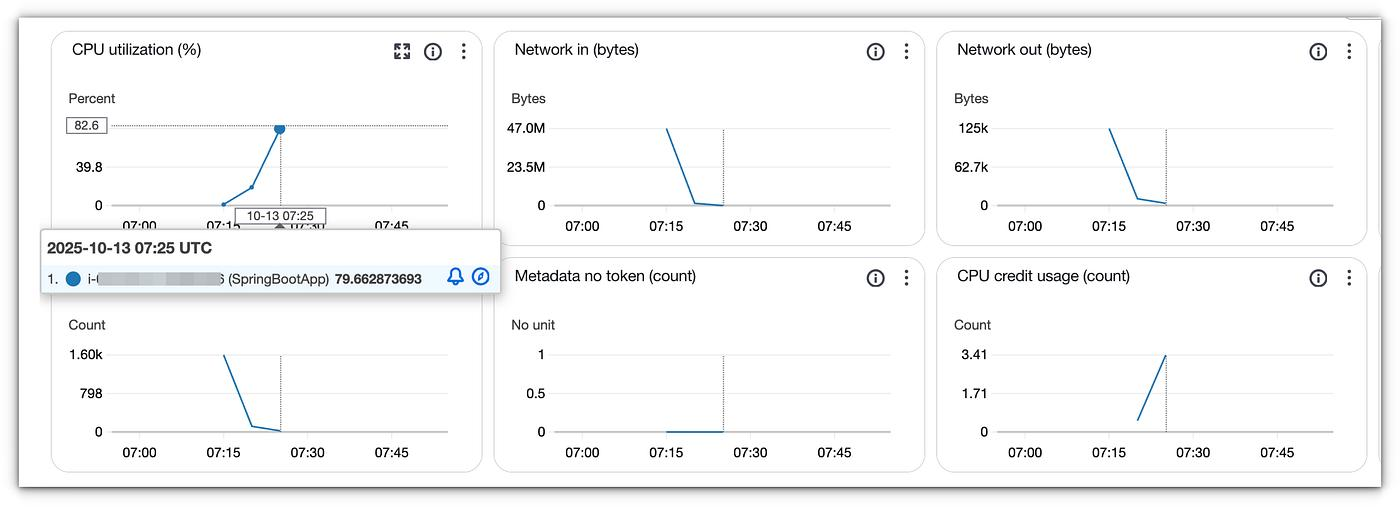 CPU utilization (%)
Percent
82.6
39.8
0
07:00 07:15 07:30 07:45
10-13 07:25
2025-10-13 07:25 UTC
1. i- 6 (SpringBootApp) 79.662873693
Network in (bytes)
Bytes
47.0M
23.5M
0
07:00 07:15 07:30 07:45
Network out (bytes)
Bytes
125k
62.7k
0
07:00 07:15 07:30 07:45
Count
1.60k
798
0
07:00 07:15 07:30 07:45
Metadata no token (count)
No unit
1
0.5
0
07:00 07:15 07:30 07:45
CPU credit usage (count)
Count
3.41
1.71
0
07:00 07:15 07:30 07:45